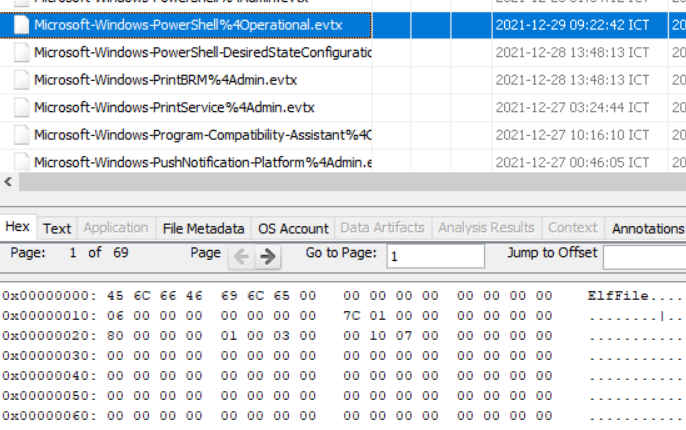 Microsoft-Windows-PowerShell%4Operational.evtx 2021-12-29 09:22:42 ICT 20
Microsoft-Windows-PowerShell-DesiredStateConfiguratic 2021-12-28 13:48:13 ICT 20
Microsoft-Windows-PrintBRM%4Admin.evtx 2021-12-28 13:48:13 ICT 20
Microsoft-Windows-PrintService%4Admin.evtx 2021-12-27 03:24:44 ICT 20
Microsoft-Windows-Program-Compatibility-Assistant%4C 2021-12-27 10:16:10 ICT 20
Microsoft-Windows-PushNotification-Platform%4Admin.e 2021-12-27 00:46:05 ICT 20
Hex Text Application File Metadata OS Account Data Artifacts Analysis Results Context Annotations
Page: 1 of 69 Page Go to Page: 1 Jump to Offset
0x00000000: 45 6C 66 46 69 6C 65 00 00 00 00 00 00 00 00 00 ElfFile....
0x00000010: 06 00 00 00 00 00 00 00 7C 01 00 00 00 00 00 00 ........|..
0x00000020: 80 00 00 00 01 00 03 00 00 10 07 00 00 00 00 00 ...........
0x00000030: 00 00 00 00 00 00 00 00 00 00 00 00 00 00 00 00 ...........
0x00000040: 00 00 00 00 00 00 00 00 00 00 00 00 00 00 00 00 ...........
0x00000050: 00 00 00 00 00 00 00 00 00 00 00 00 00 00 00 00 ...........
0x00000060: 00 00 00 00 00 00 00 00 00 00 00 00 00 00 00 00 ...........